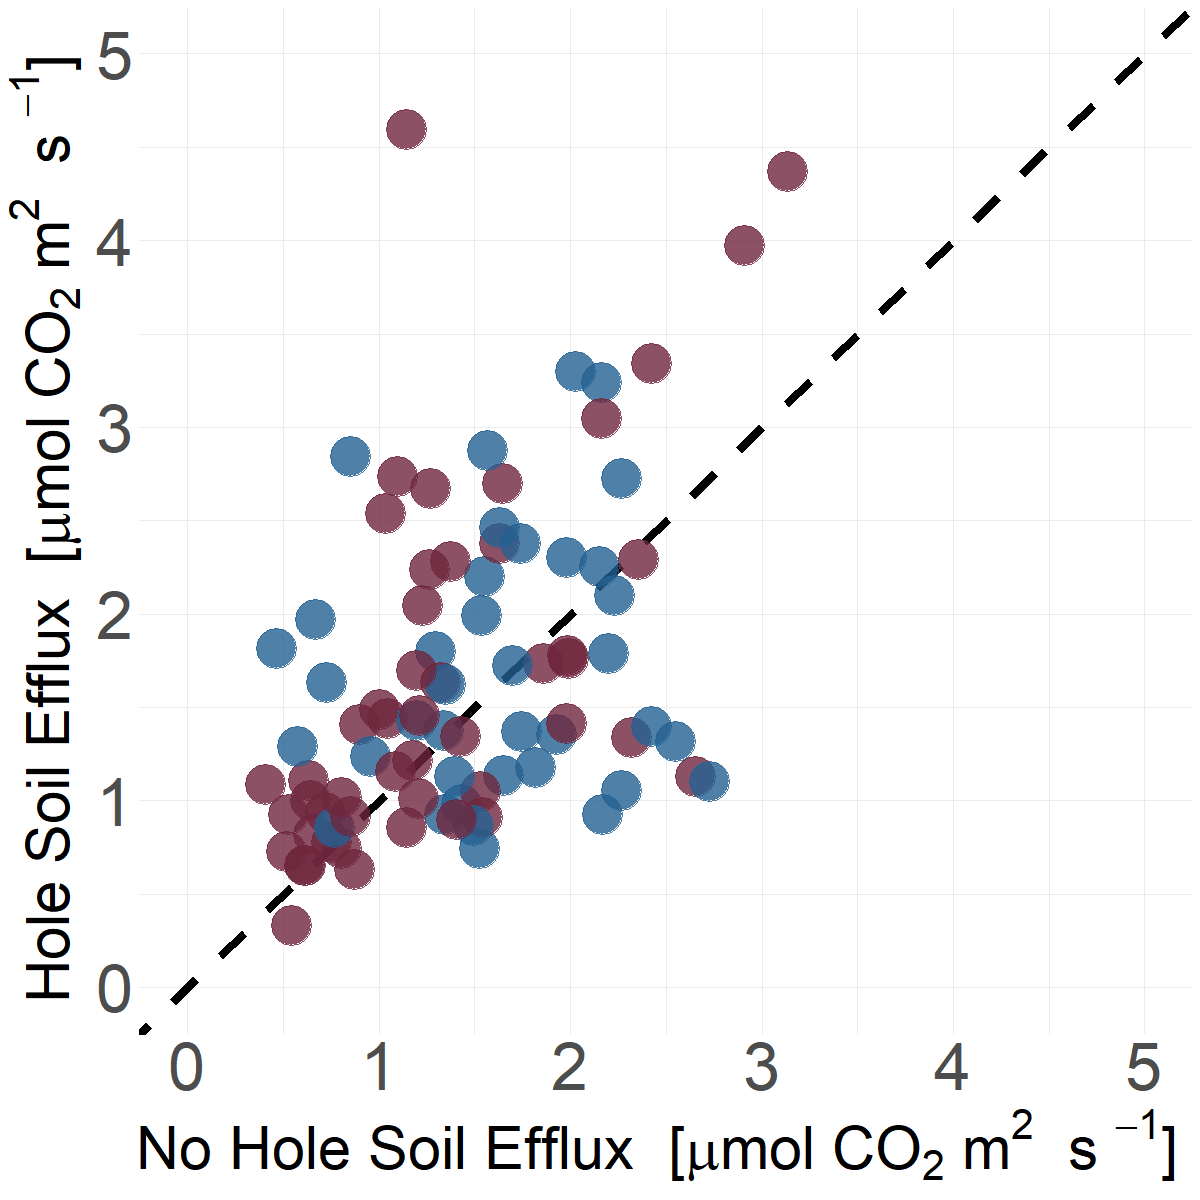 Hole Soil Efflux [μmol CO₂ m² s ⁻¹]
5
4
3
2
1
0
0 1 2 3 4 5
No Hole Soil Efflux [μmol CO₂ m² s ⁻¹]